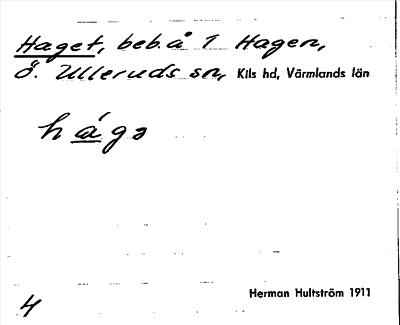 Haget, beb. å 1 Hagen,
Ö. Ulleruds sn, Kils hd, Värmlands län
hágə
Herman Hultström 1911
4